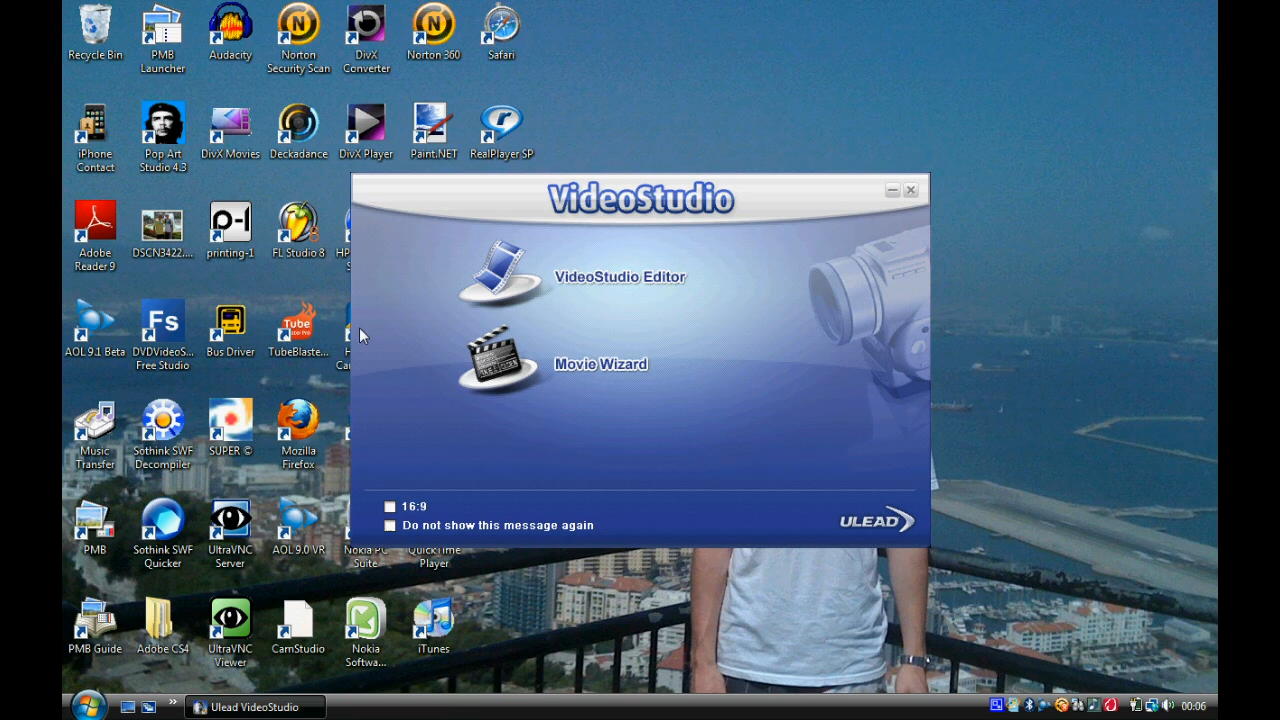 Recycle Bin
PMB
Launcher
Audacity
Norton
Security Scan
DivX
Converter
Norton 360
Safari
iPhone
Contact
Pop Art
Studio 4.3
DivX Movies
Deckadance
DivX Player
Paint.NET
RealPlayer SP
Adobe
Reader 9
DSCN3422....
p-1
printing-1
FL Studio 8
HP
S
AOL 9.1 Beta
Fs
DVDVideoS...
Free Studio
Bus Driver
Tube
TubeBlaste...
H
Ca
Music
Transfer
Sothink SWF
Decompiler
SUPER ©
Mozilla
Firefox
PMB
Sothink SWF
Quicker
UltraVNC
Server
AOL 9.0 VR
Nokia PC
Suite
QuickTime
Player
PMB Guide
Adobe CS4
UltraVNC
Viewer
CamStudio
Nokia
Softwa...
iTunes
VideoStudio
VideoStudio Editor
Movie Wizard
16:9
Do not show this message again
ULEAD
Ulead VideoStudio
00:06